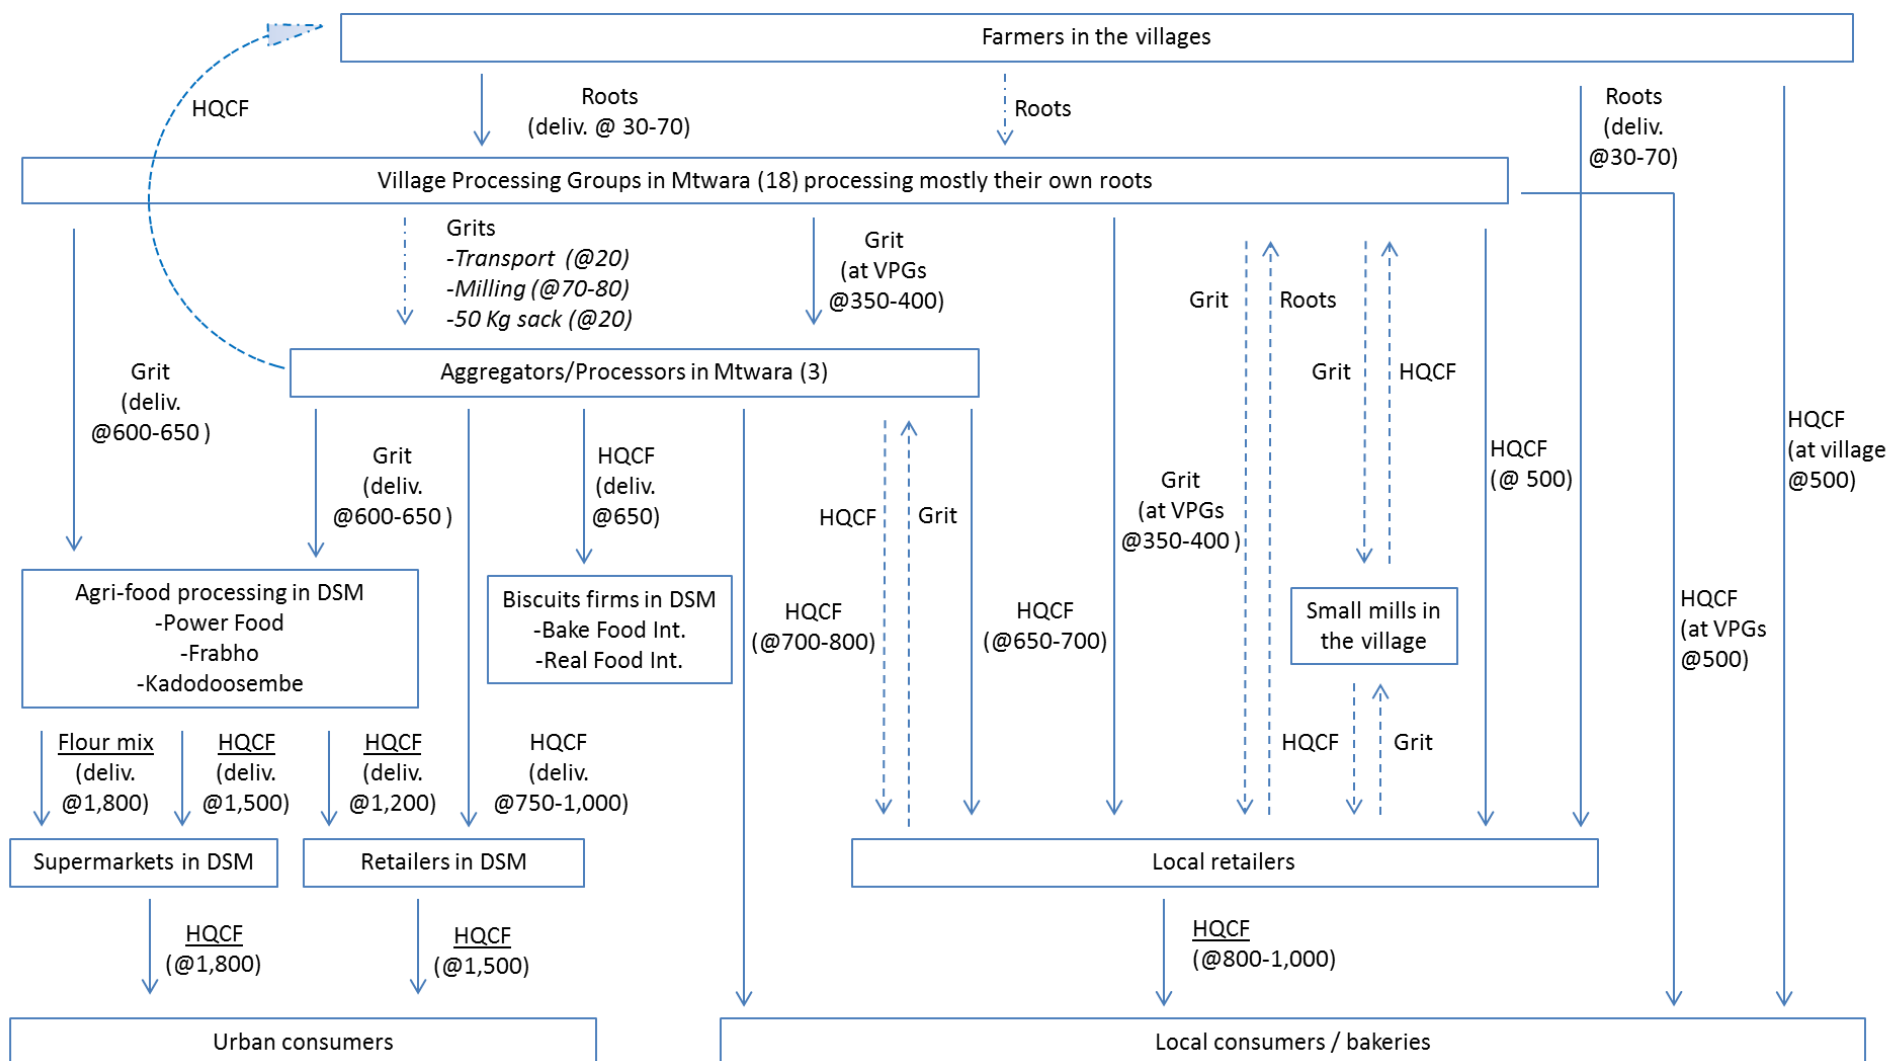 Farmers in the villages
HQCF
Roots
(deliv. @ 30-70)
Roots
Roots
(deliv.
@30-70)
Village Processing Groups in Mtwara (18) processing mostly their own roots
Grits
-Transport (@20)
-Milling (@70-80)
-50 Kg sack (@20)
Grit
(at VPGs
@350-400)
Grit
Roots
Grit
HQCF
Aggregators/Processors in Mtwara (3)
Grit
(deliv.
@600-650 )
Grit
(deliv.
@600-650 )
HQCF
(deliv.
@650)
HQCF
Grit
Grit
(at VPGs
@350-400 )
HQCF
(@ 500)
HQCF
(at village
@500)
Agri-food processing in DSM
-Power Food
-Frabho
-Kadodoosembe
Biscuits firms in DSM
-Bake Food Int.
-Real Food Int.
HQCF
(@700-800)
HQCF
(@650-700)
Small mills in
the village
HQCF
(at VPGs
@500)
Flour mix
(deliv.
@1,800)
HQCF
(deliv.
@1,500)
HQCF
(deliv.
@1,200)
HQCF
(deliv.
@750-1,000)
HQCF
Grit
Supermarkets in DSM
Retailers in DSM
Local retailers
HQCF
(@1,800)
HQCF
(@1,500)
HQCF
(@800-1,000)
Urban consumers
Local consumers / bakeries